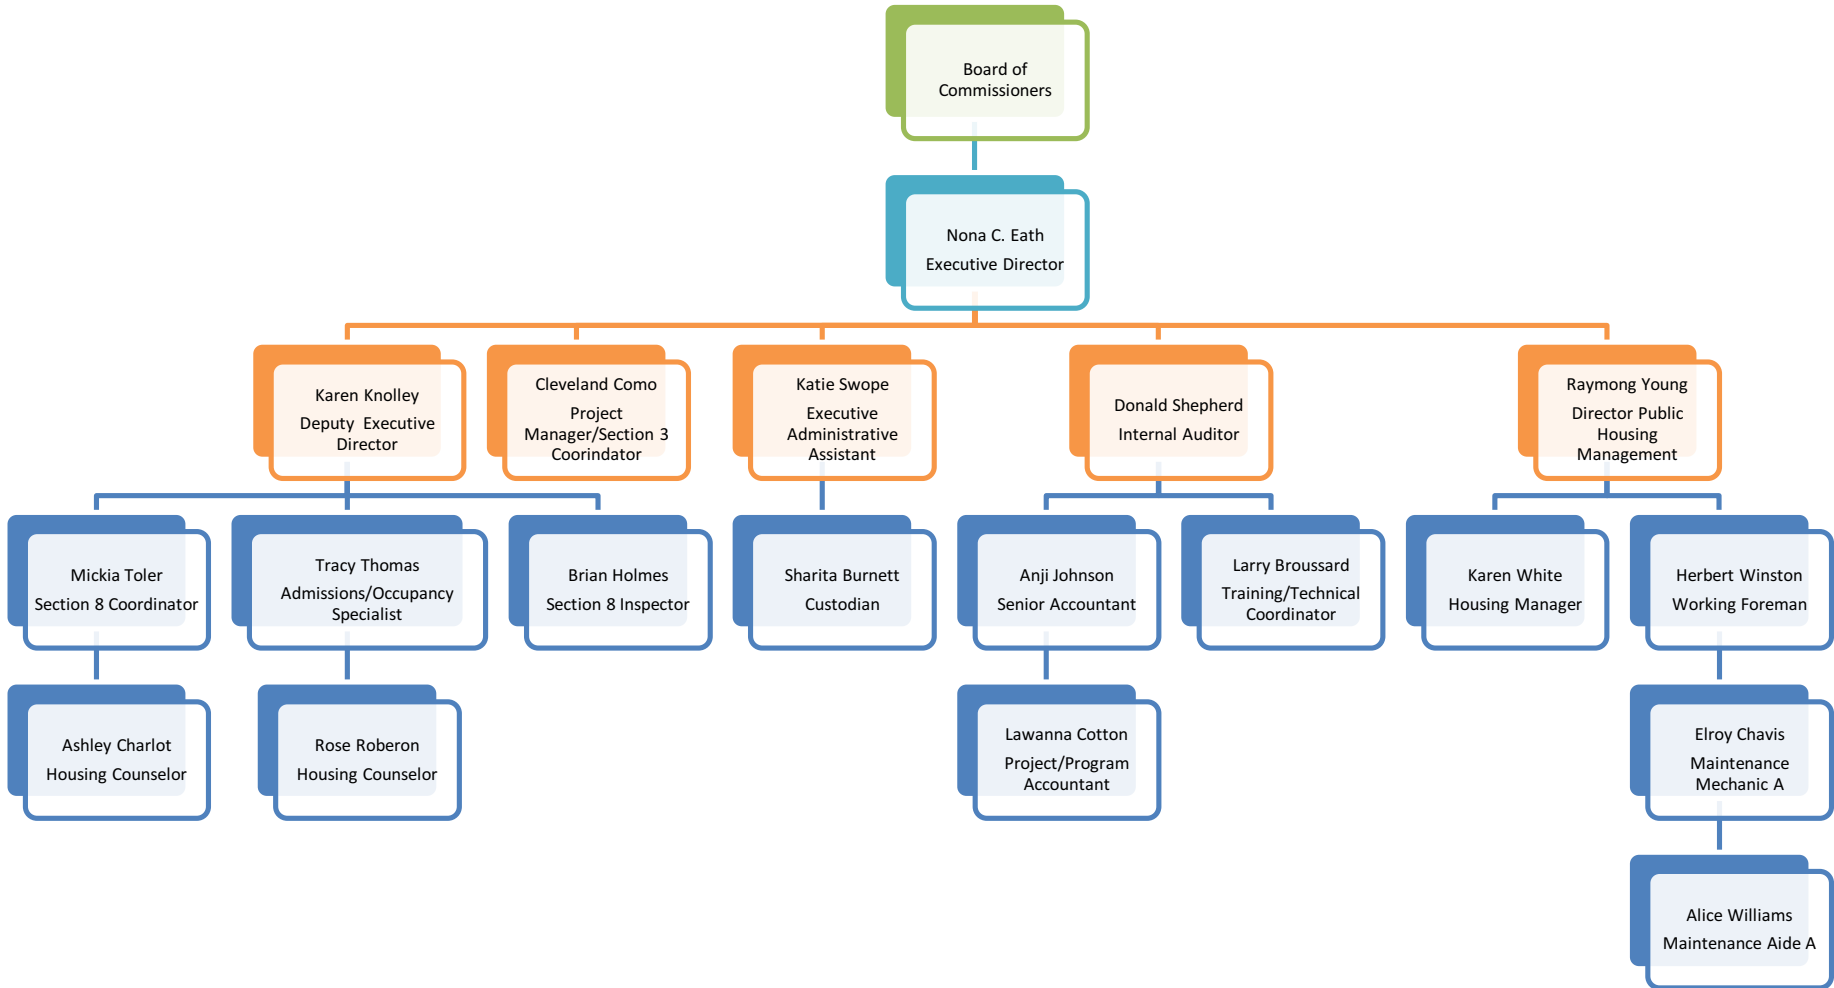 Board of
Commissioners
Nona C. Eath
Executive Director
Karen Knolley
Deputy Executive
Director
Cleveland Como
Project
Manager/Section 3
Coorindator
Katie Swope
Executive
Administrative
Assistant
Donald Shepherd
Internal Auditor
Raymong Young
Director Public
Housing
Management
Mickia Toler
Section 8 Coordinator
Tracy Thomas
Admissions/Occupancy
Specialist
Brian Holmes
Section 8 Inspector
Sharita Burnett
Custodian
Anji Johnson
Senior Accountant
Larry Broussard
Training/Technical
Coordinator
Karen White
Housing Manager
Herbert Winston
Working Foreman
Ashley Charlot
Housing Counselor
Rose Roberon
Housing Counselor
Lawanna Cotton
Project/Program
Accountant
Elroy Chavis
Maintenance
Mechanic A
Alice Williams
Maintenance Aide A